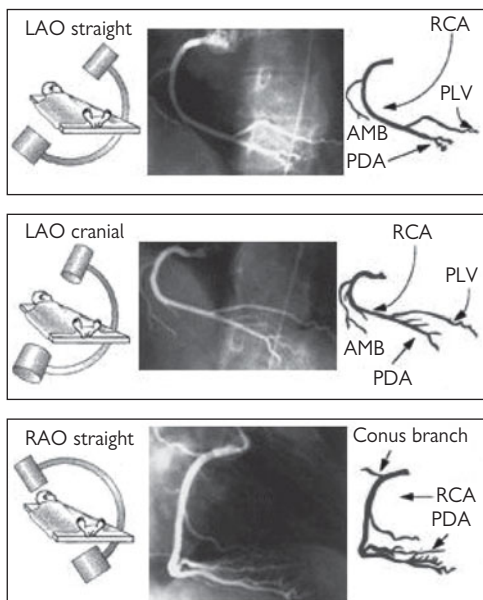 LAO straight
RCA
PLV
AMB
PDA
LAO cranial
RCA
PLV
AMB
PDA
RAO straight
Conus branch
RCA
PDA